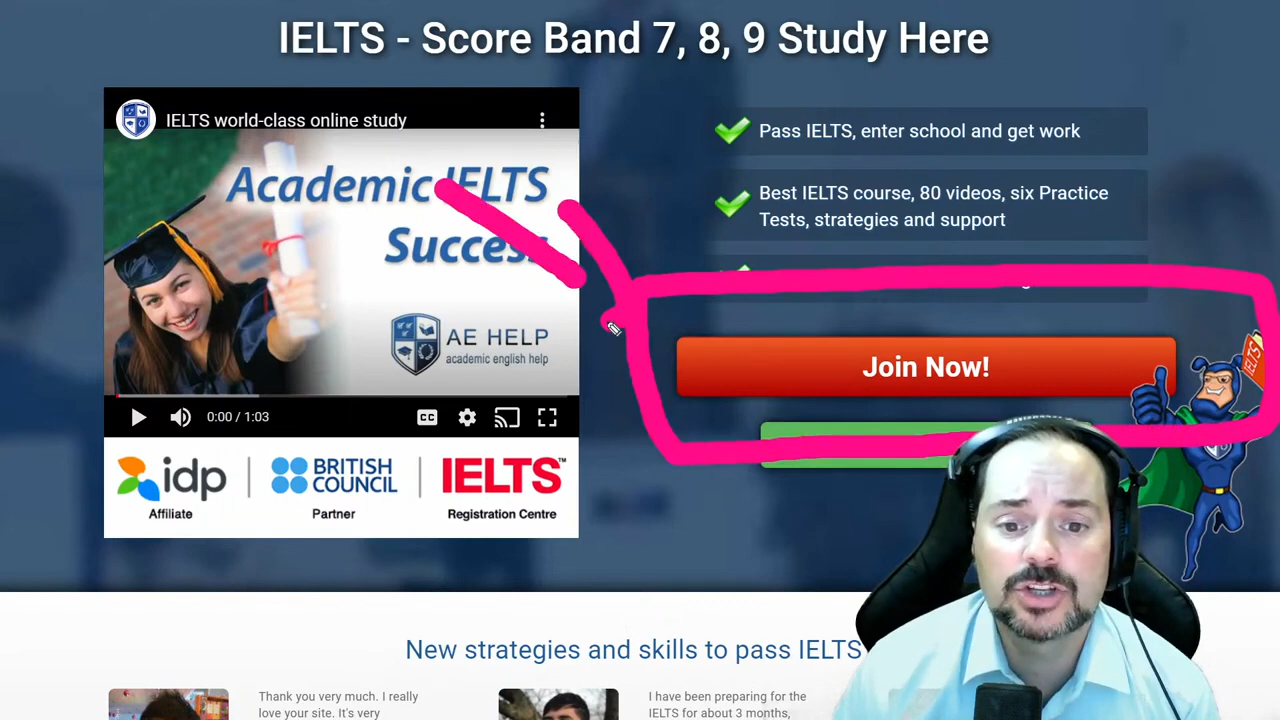 IELTS - Score Band 7, 8, 9 Study Here
IELTS world-class online study
Academic IELTS
Success
AE HELP
academic english help
0:00 / 1:03
CC
idp
Affiliate
BRITISH
COUNCIL
Partner
IELTS™
Registration Centre
Pass IELTS, enter school and get work
Best IELTS course, 80 videos, six Practice
Tests, strategies and support
Join Now!
IELTS
New strategies and skills to pass IELTS
Thank you very much. I really
love your site. It's very
I have been preparing for the
IELTS for about 3 months,